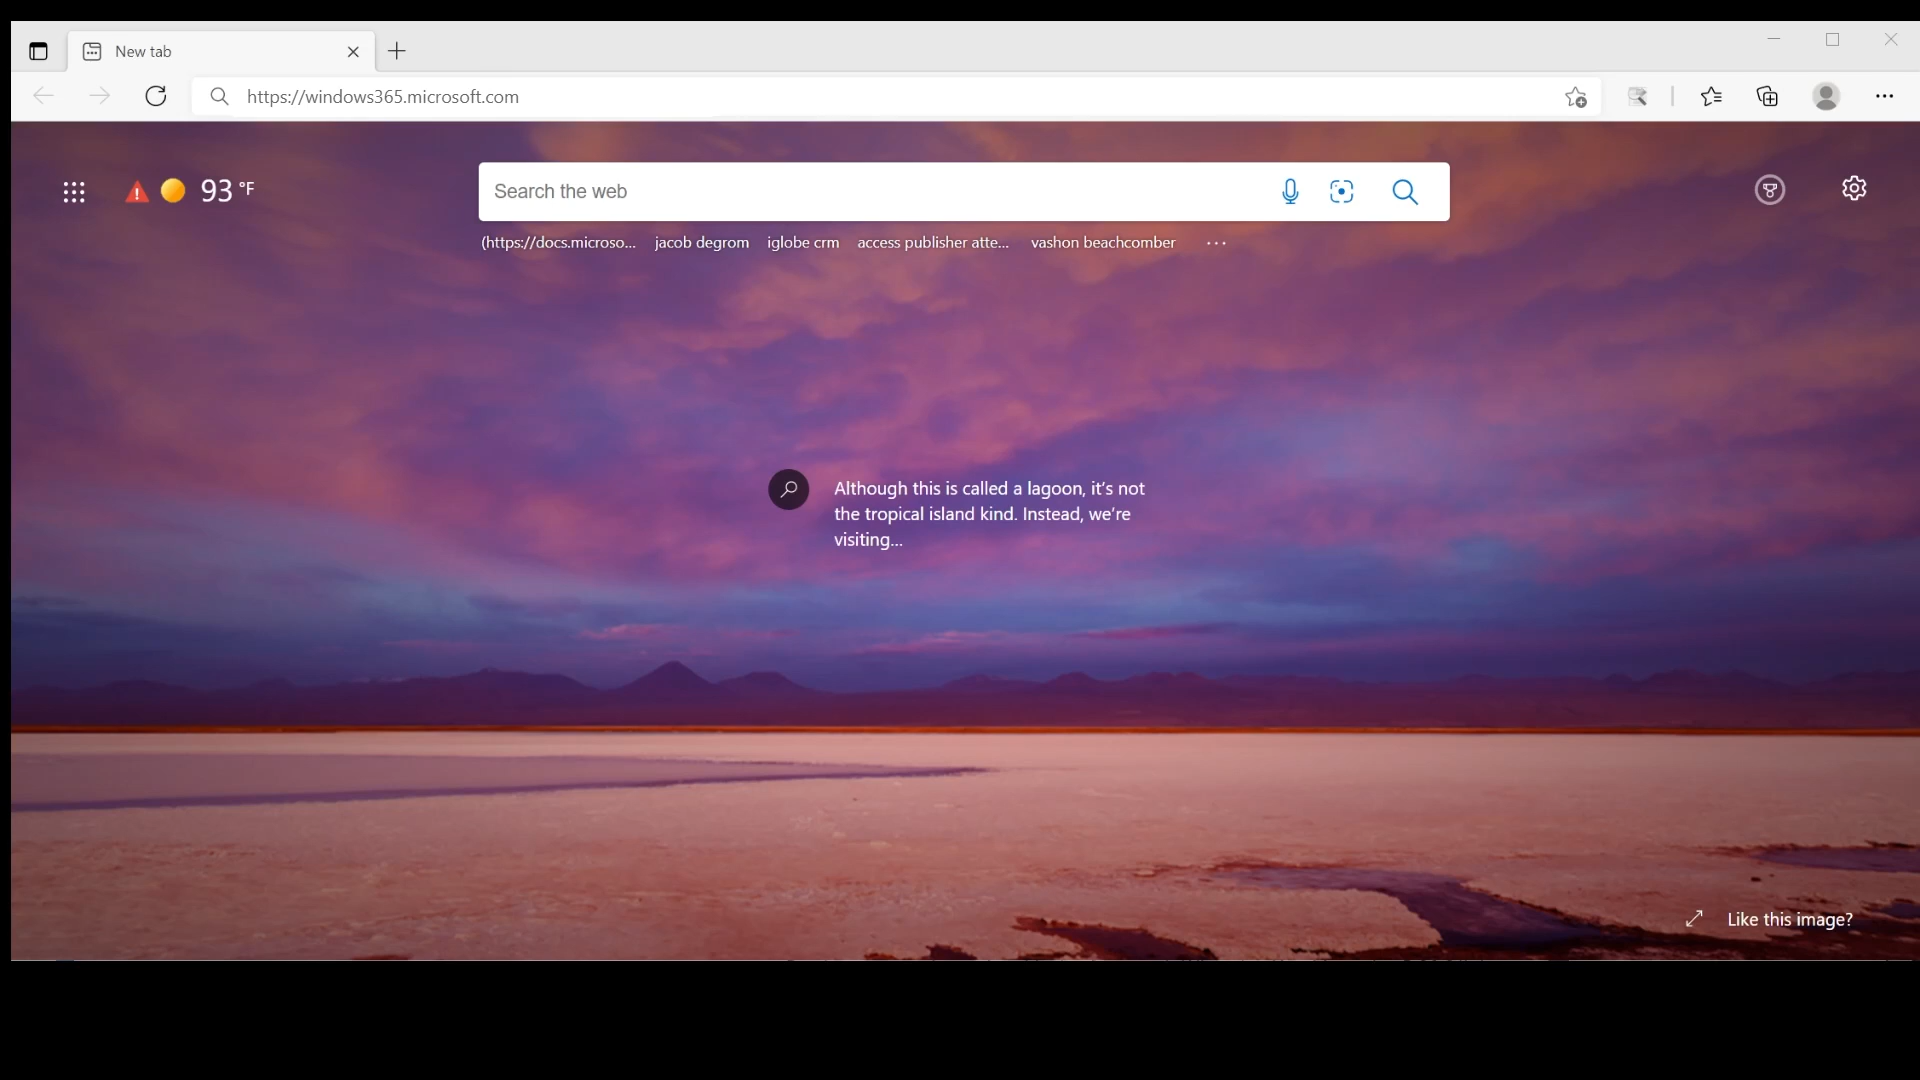 New tab
https://windows365.microsoft.com
93 °F
Search the web
(https://docs.microso... jacob degrom iglobe crm access publisher atte... vashon beachcomber ...
Although this is called a lagoon, it's not
the tropical island kind. Instead, we're
visiting...
Like this image?